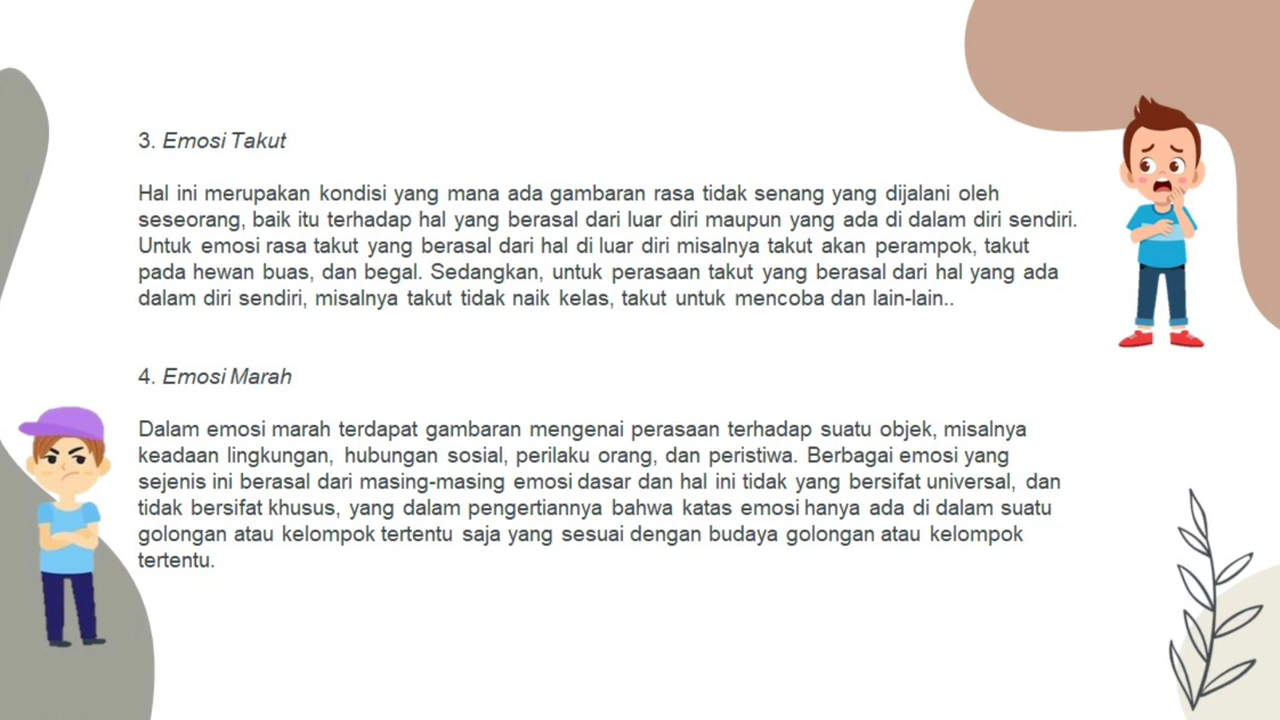 3. Emosi Takut
Hal ini merupakan kondisi yang mana ada gambaran rasa tidak senang yang dijalani oleh
seseorang, baik itu terhadap hal yang berasal dari luar diri maupun yang ada di dalam diri sendiri.
Untuk emosi rasa takut yang berasal dari hal di luar diri misalnya takut akan perampok, takut
pada hewan buas, dan begal. Sedangkan, untuk perasaan takut yang berasal dari hal yang ada
dalam diri sendiri, misalnya takut tidak naik kelas, takut untuk mencoba dan lain-lain..
4. Emosi Marah
Dalam emosi marah terdapat gambaran mengenai perasaan terhadap suatu objek, misalnya
keadaan lingkungan, hubungan sosial, perilaku orang, dan peristiwa. Berbagai emosi yang
sejenis ini berasal dari masing-masing emosi dasar dan hal ini tidak yang bersifat universal, dan
tidak bersifat khusus, yang dalam pengertiannya bahwa katas emosi hanya ada di dalam suatu
golongan atau kelompok tertentu saja yang sesuai dengan budaya golongan atau kelompok
tertentu.